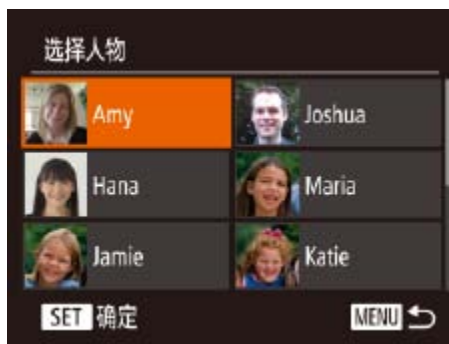 选择人物
Amy Joshua
Hana Maria
Jamie Katie
SET 确定 MENU